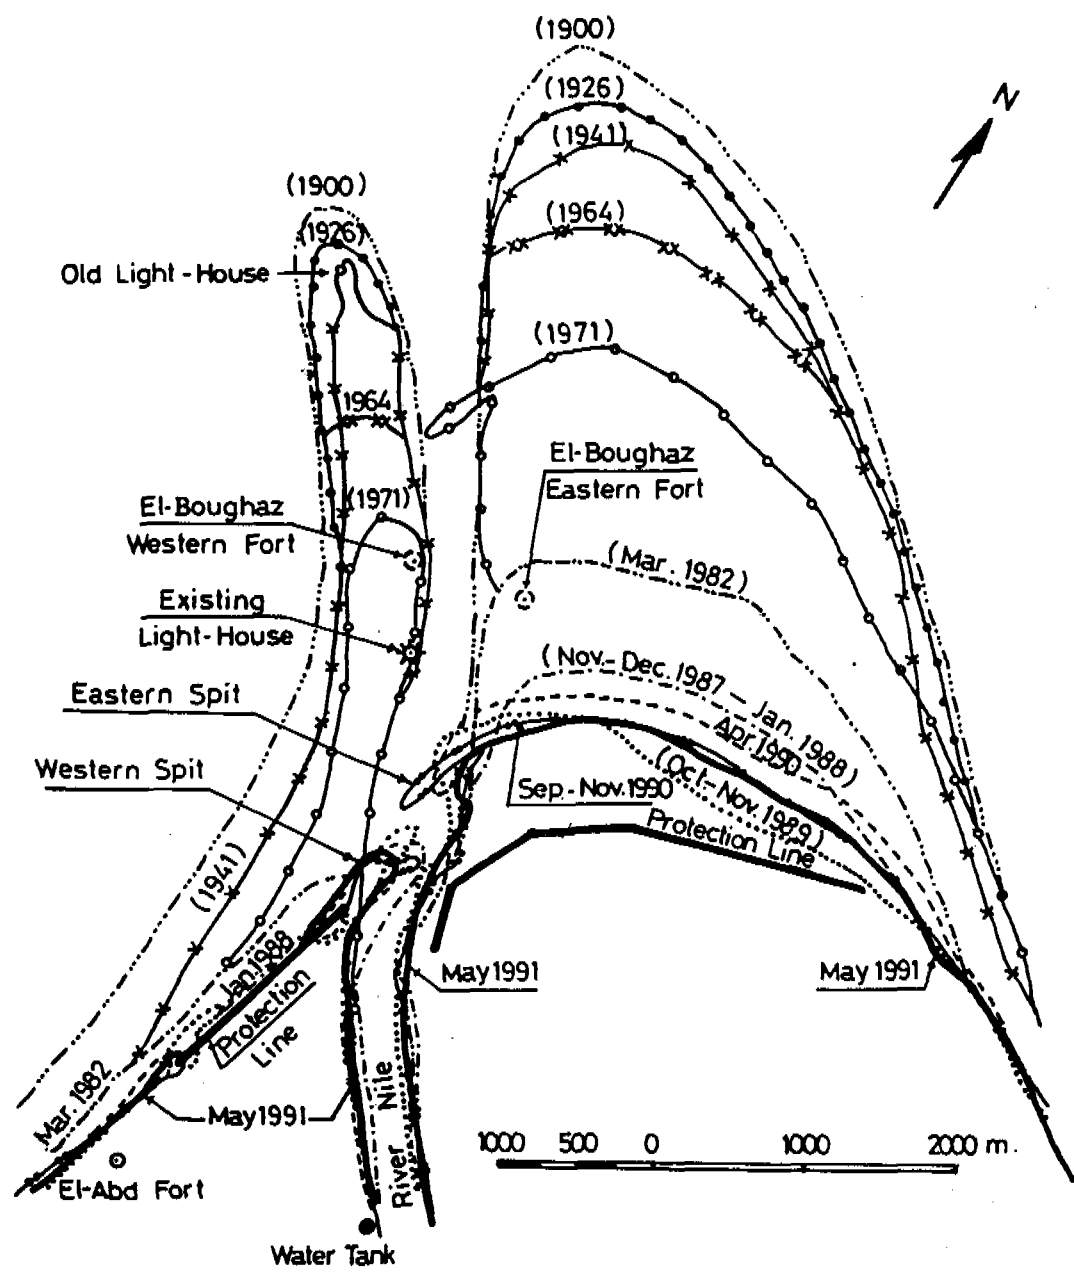 (1900)
(1926)
N
(1941)
(1900)
(1964)
(1926)
Old Light-House
(1971)
1964
El-Boughaz
Eastern Fort
(1971)
El-Boughaz
Western Fort
(Mar. 1982)
Existing
Light-House
(Nov.-Dec. 1987 - Jan. 1988)
Eastern Spit
Apr. 1990
Western Spit
(Oct-Nov. 1989)
Sep.-Nov. 1990
Protection Line
(1941)
Jan. 1988
May 1991
May 1991
Protection
Line
Mar. 1982
May 1991
River Nile
1000 500 0 1000 2000 m.
El-Abd Fort
Water Tank